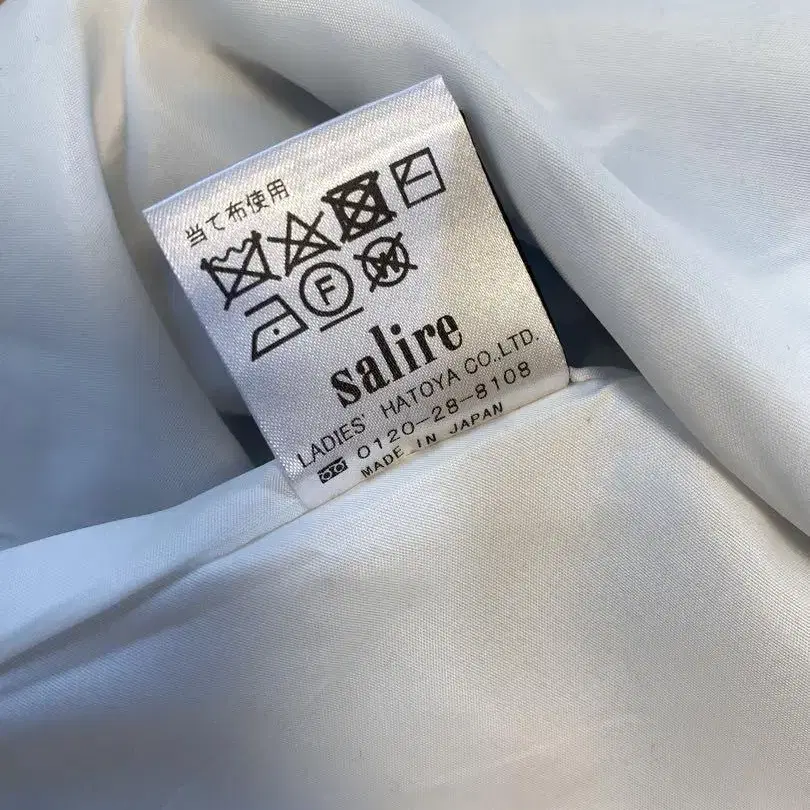 当て布使用
F
W
salire
LADIES' HATOYA CO.,LTD.
0120-28-8108
MADE IN JAPAN